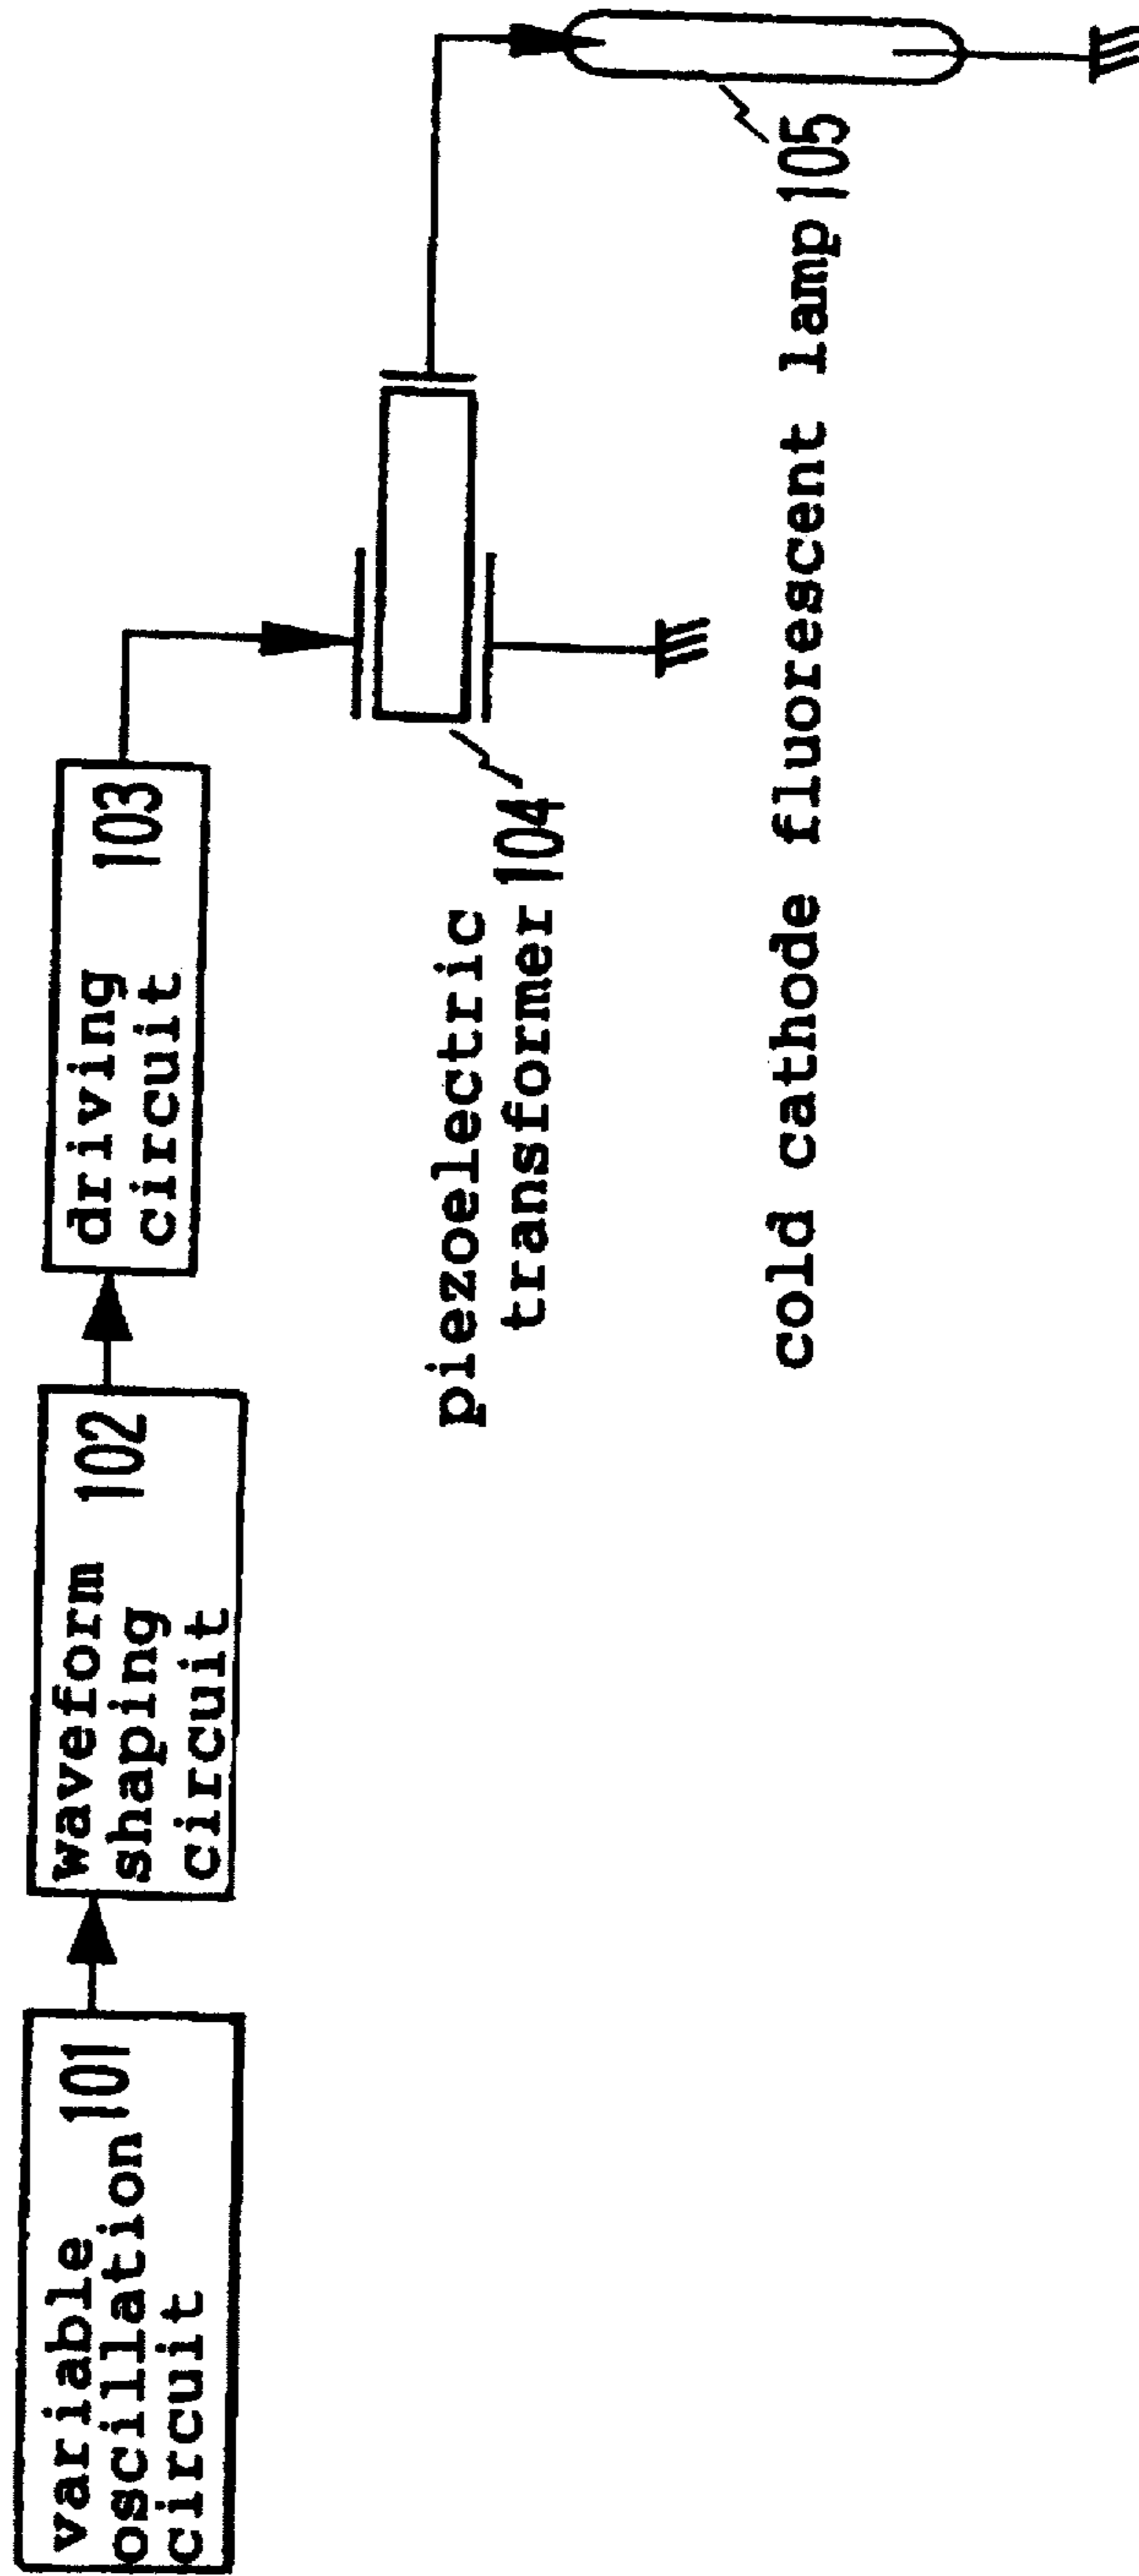 variable 101
oscillation
circuit
waveform 102
shaping
circuit
driving 103
circuit
piezoelectric
transformer 104
cold cathode fluorescent lamp 105